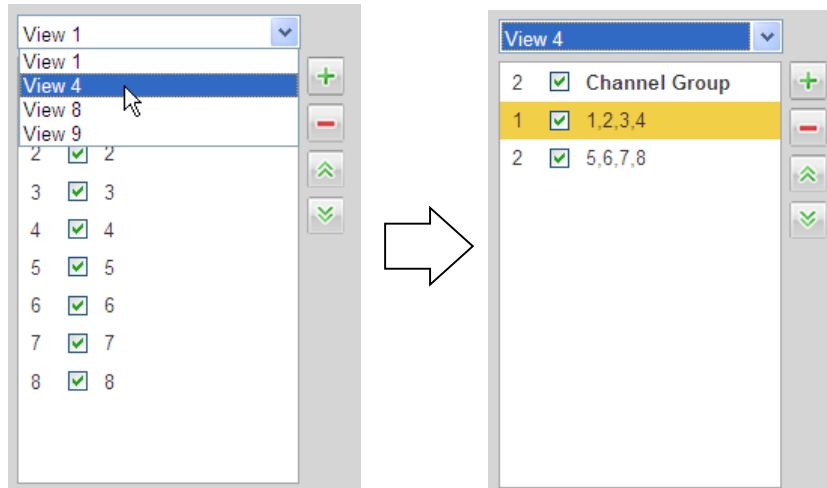 View 1
View 1
View 4
View 8
View 9
2 2
3 3
4 4
5 5
6 6
7 7
8 8
View 4
2 Channel Group
1 1,2,3,4
2 5,6,7,8